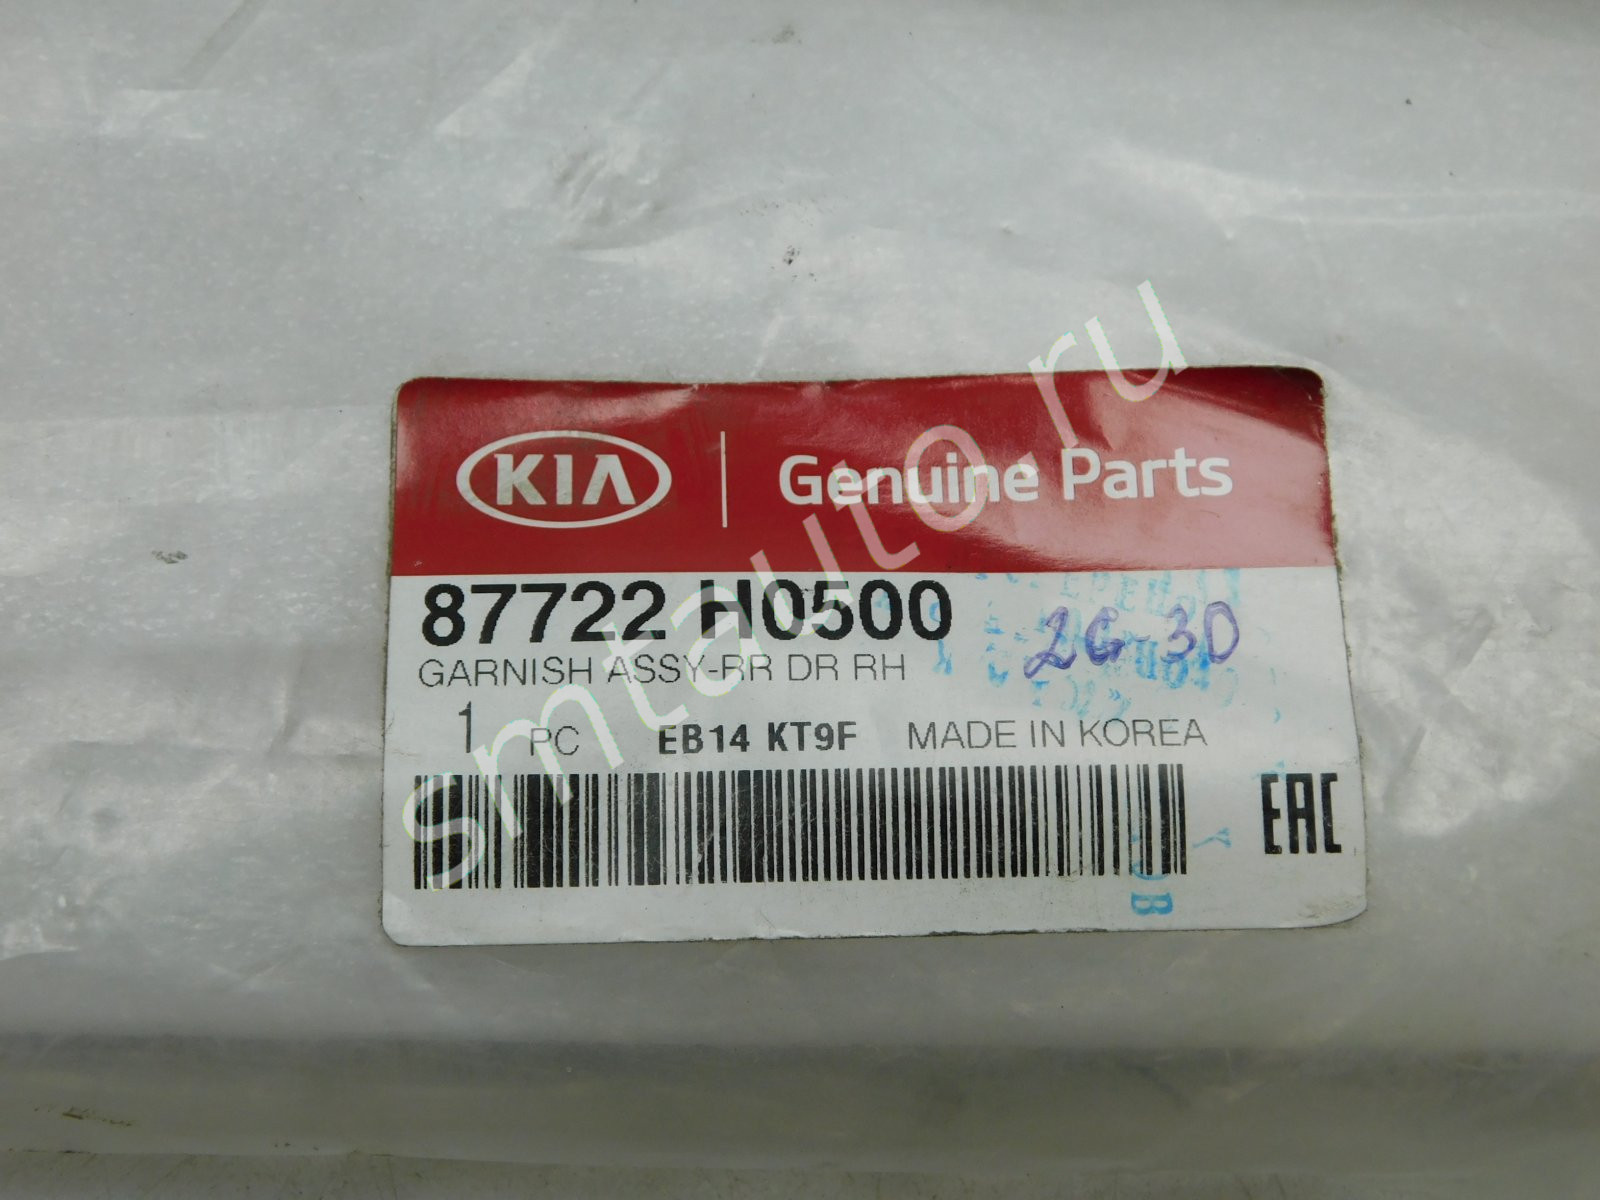 KIA Genuine Parts
87722 H0500
2G-30
GARNISH ASSY-RR DR RH
1 PC EB14 KT9F MADE IN KOREA
EAC
smtauto.ru